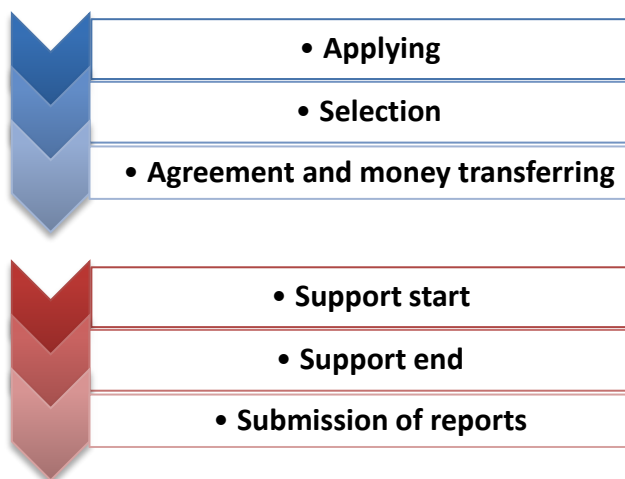 • Applying
• Selection
• Agreement and money transferring
• Support start
• Support end
• Submission of reports